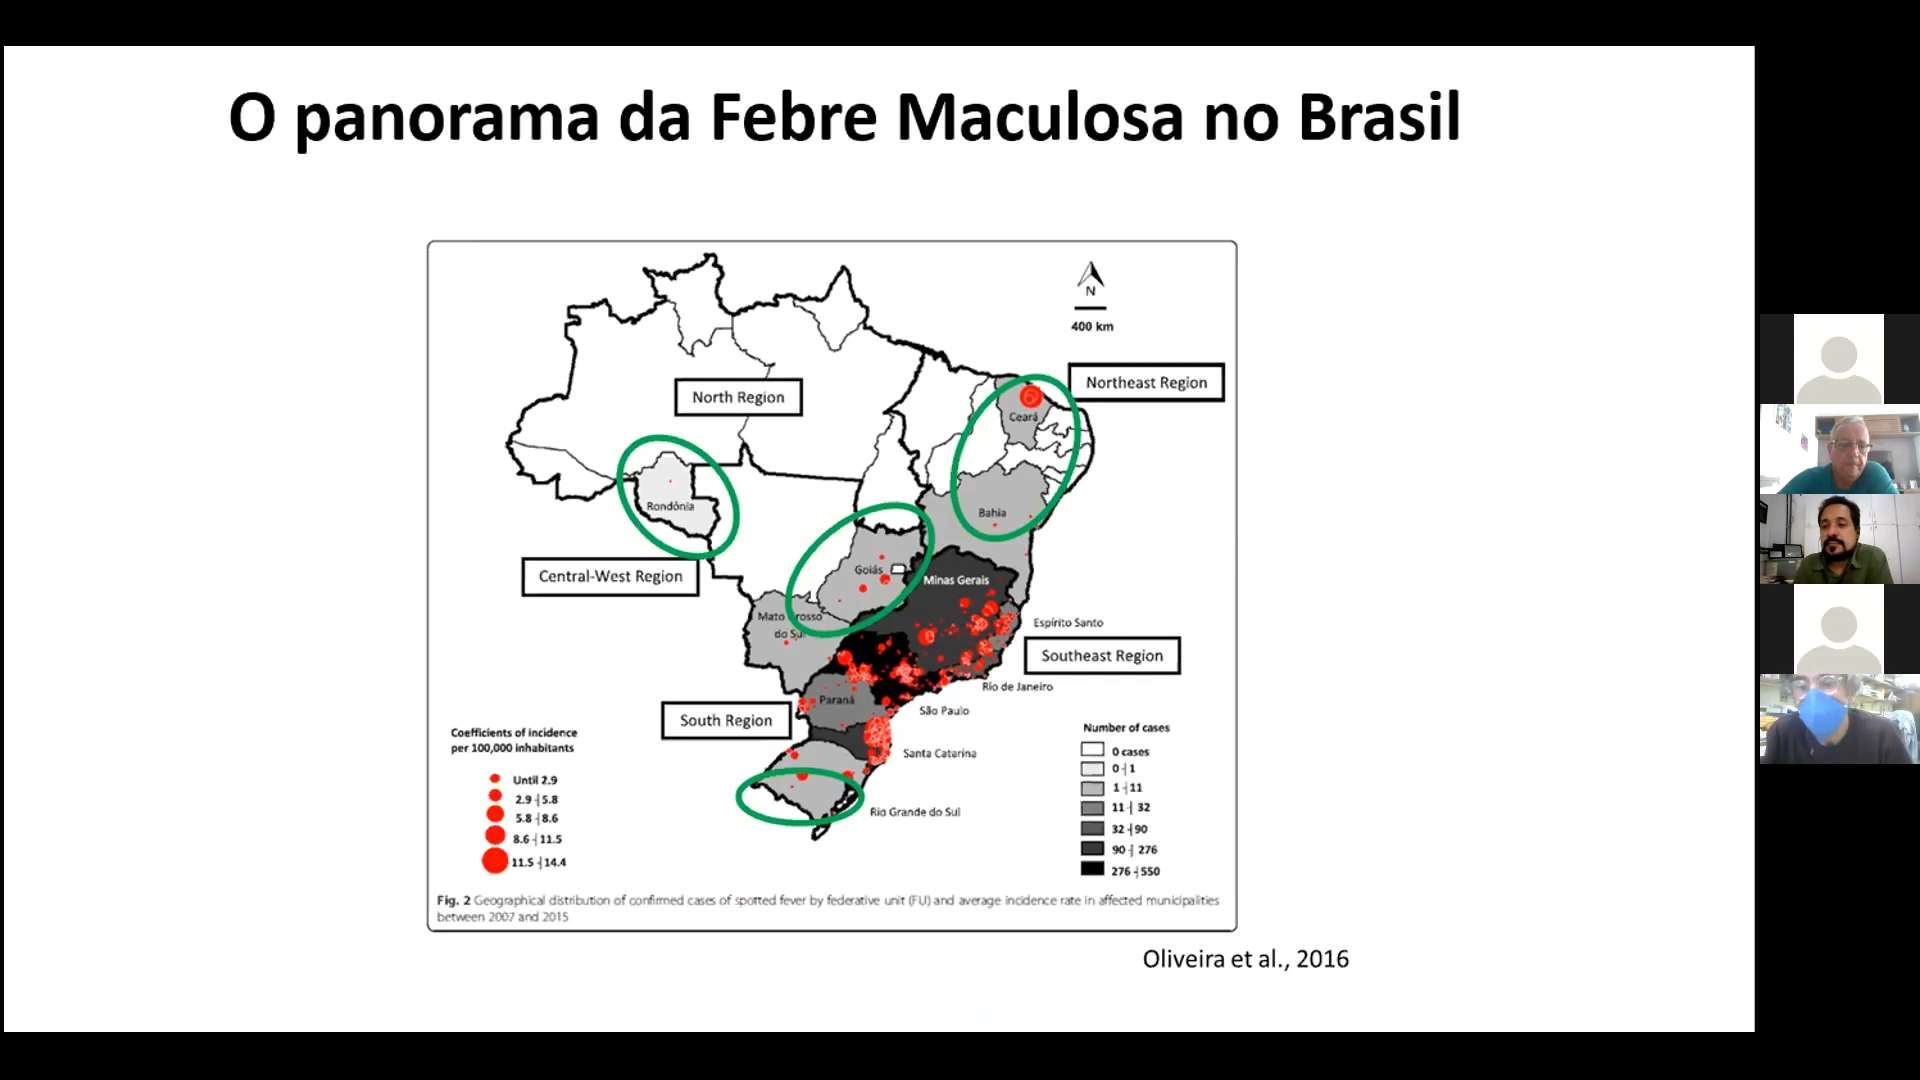 O panorama da Febre Maculosa no Brasil
N
400 km
Northeast Region
North Region
Ceará
Rondônia
Bahia
Central-West Region
Goiás
Minas Gerais
Mato Grosso
do Sul
Espírito Santo
Southeast Region
Rio de Janeiro
Paraná
São Paulo
South Region
Santa Catarina
Rio Grande do Sul
Coefficients of incidence
per 100,000 inhabitants
Until 2.9
2.9 ┤5.8
5.8 ┤8.6
8.6 ┤11.5
11.5 ┤14.4
Number of cases
0 cases
0 ┤1
1 ┤11
11 ┤ 32
32 ┤90
90 ┤ 276
276 ┤550
Fig. 2 Geographical distribution of confirmed cases of spotted fever by federative unit (FU) and average incidence rate in affected municipalities
between 2007 and 2015
Oliveira et al., 2016